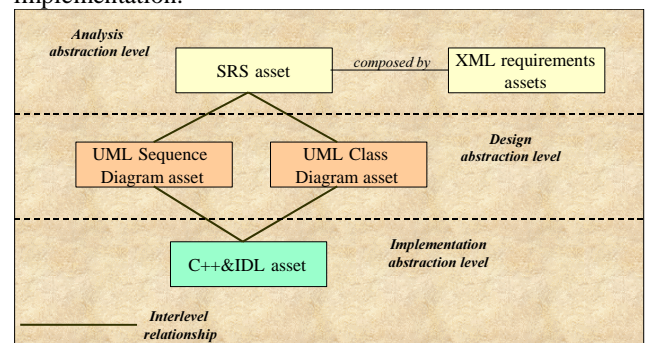 implementation.
Analysis
abstraction level
SRS asset
composed by
XML requirements
assets
UML Sequence
Diagram asset
UML Class
Diagram asset
Design
abstraction level
C++&IDL asset
Implementation
abstraction level
Interlevel
relationship